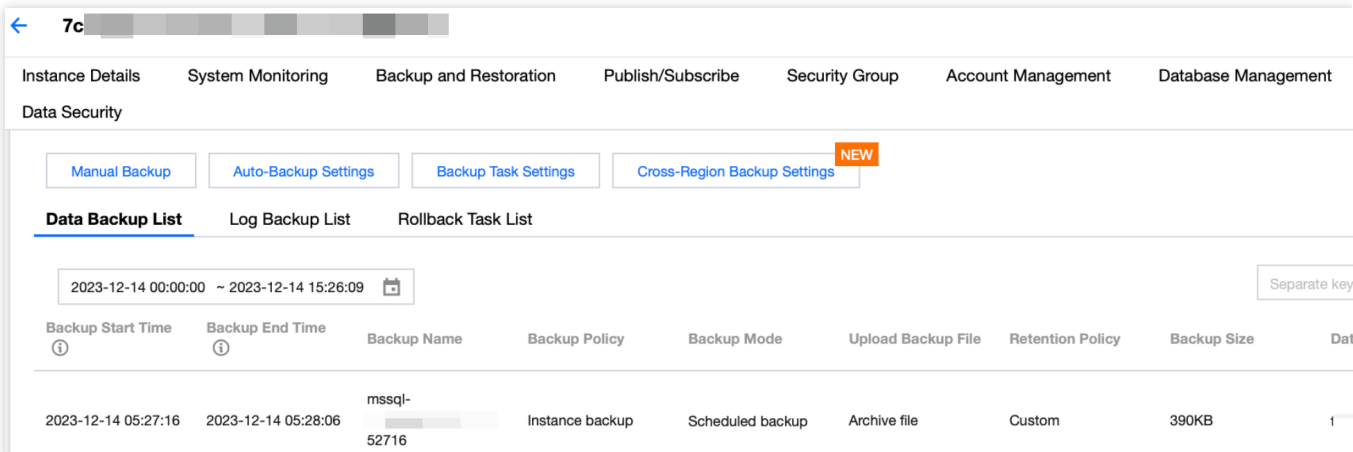 7c
Instance Details System Monitoring Backup and Restoration Publish/Subscribe Security Group Account Management Database Management
Data Security
Manual Backup Auto-Backup Settings Backup Task Settings Cross-Region Backup Settings NEW
Data Backup List Log Backup List Rollback Task List
2023-12-14 00:00:00 ~ 2023-12-14 15:26:09 Separate key
Backup Start Time Backup End Time Backup Name Backup Policy Backup Mode Upload Backup File Retention Policy Backup Size Dat
mssql-
2023-12-14 05:27:16 2023-12-14 05:28:06 Instance backup Scheduled backup Archive file Custom 390KB
52716